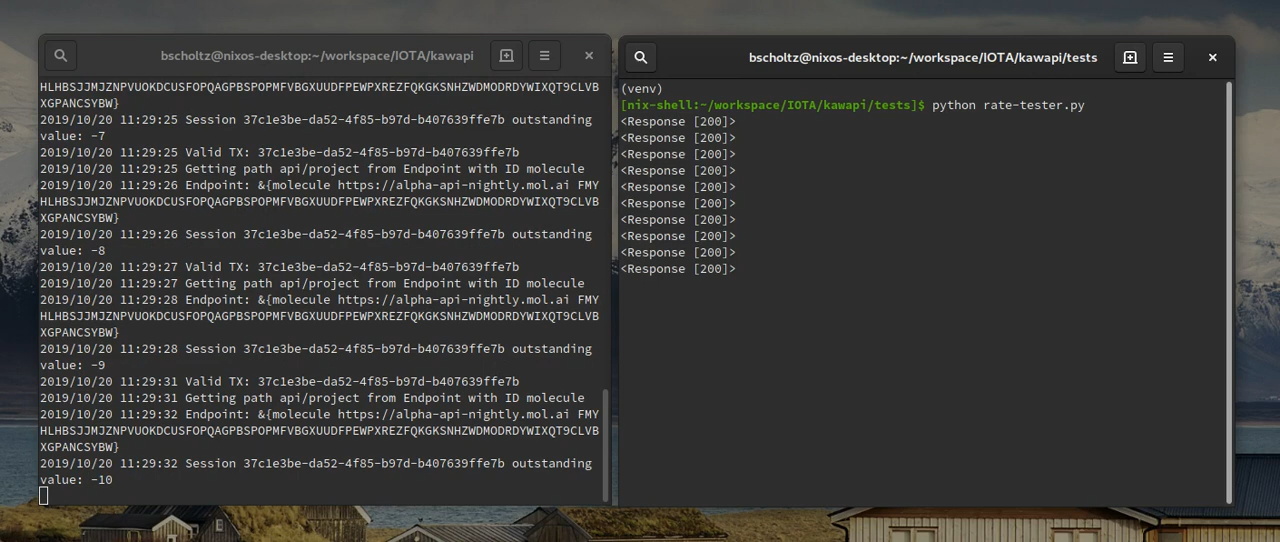 bscholtz@nixos-desktop:~/workspace/IOTA/kawapi
HLHBSJJMJZNPVUOKDCUSFOPQAGPBSPOPMFVBGXUUDFPEWPXREZFQKGKSNHZWDMODRDYWIXQT9CLVB
XGPANCSYBW}
2019/10/20 11:29:25 Session 37c1e3be-da52-4f85-b97d-b407639ffe7b outstanding
value: -7
2019/10/20 11:29:25 Valid TX: 37c1e3be-da52-4f85-b97d-b407639ffe7b
2019/10/20 11:29:25 Getting path api/project from Endpoint with ID molecule
2019/10/20 11:29:26 Endpoint: &{molecule https://alpha-api-nightly.mol.ai FMY
HLHBSJJMJZNPVUOKDCUSFOPQAGPBSPOPMFVBGXUUDFPEWPXREZFQKGKSNHZWDMODRDYWIXQT9CLVB
XGPANCSYBW}
2019/10/20 11:29:26 Session 37c1e3be-da52-4f85-b97d-b407639ffe7b outstanding
value: -8
2019/10/20 11:29:27 Valid TX: 37c1e3be-da52-4f85-b97d-b407639ffe7b
2019/10/20 11:29:27 Getting path api/project from Endpoint with ID molecule
2019/10/20 11:29:28 Endpoint: &{molecule https://alpha-api-nightly.mol.ai FMY
HLHBSJJMJZNPVUOKDCUSFOPQAGPBSPOPMFVBGXUUDFPEWPXREZFQKGKSNHZWDMODRDYWIXQT9CLVB
XGPANCSYBW}
2019/10/20 11:29:28 Session 37c1e3be-da52-4f85-b97d-b407639ffe7b outstanding
value: -9
2019/10/20 11:29:31 Valid TX: 37c1e3be-da52-4f85-b97d-b407639ffe7b
2019/10/20 11:29:31 Getting path api/project from Endpoint with ID molecule
2019/10/20 11:29:32 Endpoint: &{molecule https://alpha-api-nightly.mol.ai FMY
HLHBSJJMJZNPVUOKDCUSFOPQAGPBSPOPMFVBGXUUDFPEWPXREZFQKGKSNHZWDMODRDYWIXQT9CLVB
XGPANCSYBW}
2019/10/20 11:29:32 Session 37c1e3be-da52-4f85-b97d-b407639ffe7b outstanding
value: -10
bscholtz@nixos-desktop:~/workspace/IOTA/kawapi/tests
(venv)
[nix-shell:~/workspace/IOTA/kawapi/tests]$ python rate-tester.py
<Response [200]>
<Response [200]>
<Response [200]>
<Response [200]>
<Response [200]>
<Response [200]>
<Response [200]>
<Response [200]>
<Response [200]>
<Response [200]>